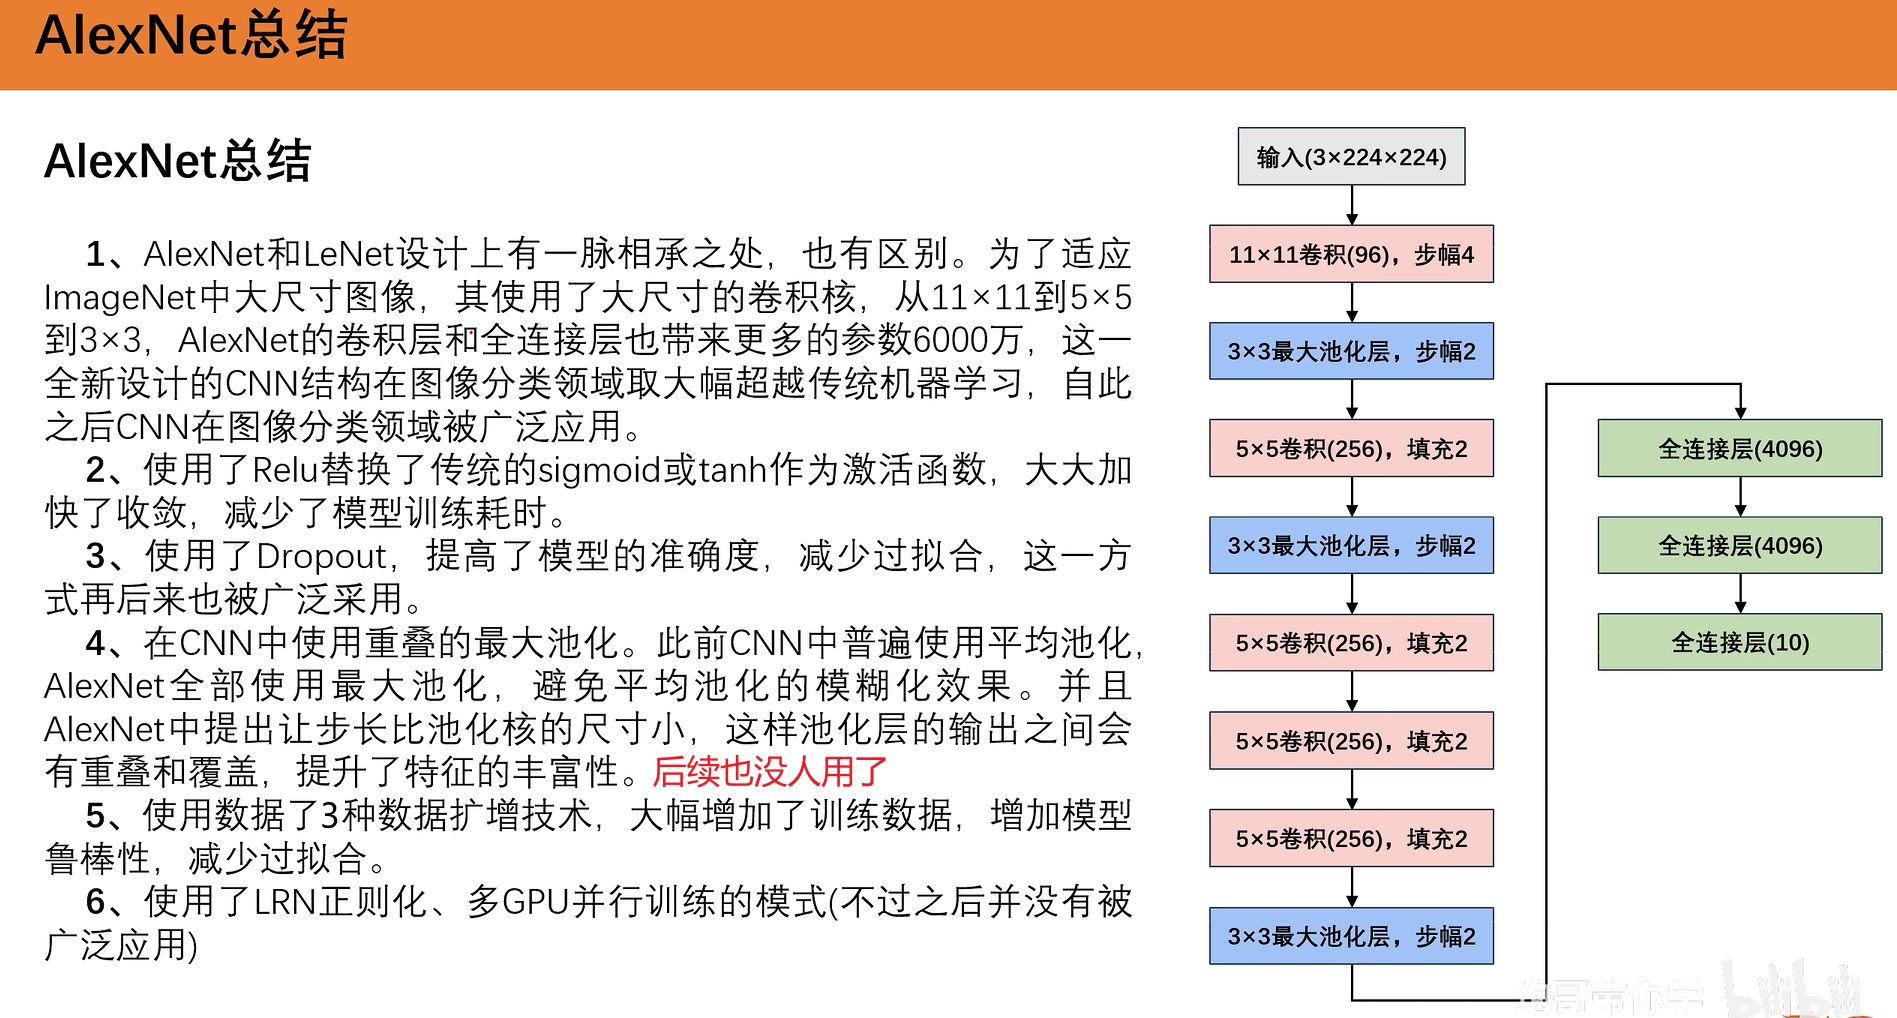 AlexNet总结
AlexNet总结
1、AlexNet和LeNet设计上有一脉相承之处，也有区别。为了适应
ImageNet中大尺寸图像，其使用了大尺寸的卷积核，从11×11到5×5
到3×3，AlexNet的卷积层和全连接层也带来更多的参数6000万，这一
全新设计的CNN结构在图像分类领域取大幅超越传统机器学习，自此
之后CNN在图像分类领域被广泛应用。
2、使用了Relu替换了传统的sigmoid或tanh作为激活函数，大大加
快了收敛，减少了模型训练耗时。
3、使用了Dropout，提高了模型的准确度，减少过拟合，这一方
式再后来也被广泛采用。
4、在CNN中使用重叠的最大池化。此前CNN中普遍使用平均池化，
AlexNet全部使用最大池化，避免平均池化的模糊化效果。并且
AlexNet中提出让步长比池化核的尺寸小，这样池化层的输出之间会
有重叠和覆盖，提升了特征的丰富性。后续也没人用了
5、使用数据了3种数据扩增技术，大幅增加了训练数据，增加模型
鲁棒性，减少过拟合。
6、使用了LRN正则化、多GPU并行训练的模式(不过之后并没有被
广泛应用)
输入(3×224×224)
11×11卷积(96)，步幅4
3×3最大池化层，步幅2
5×5卷积(256)，填充2
3×3最大池化层，步幅2
5×5卷积(256)，填充2
5×5卷积(256)，填充2
5×5卷积(256)，填充2
3×3最大池化层，步幅2
全连接层(4096)
全连接层(4096)
全连接层(10)
哥带你学
bilibili